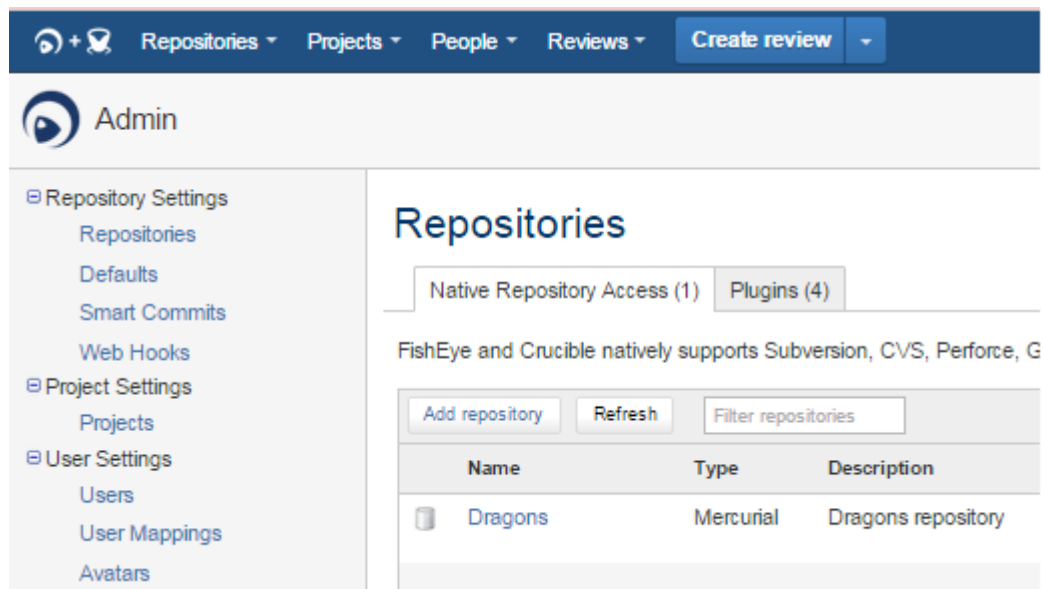 Repositories Projects People Reviews Create review
Admin
Repository Settings
Repositories
Defaults
Smart Commits
Web Hooks
Project Settings
Projects
User Settings
Users
User Mappings
Avatars
Repositories
Native Repository Access (1) Plugins (4)
FishEye and Crucible natively supports Subversion, CVS, Perforce, G
Add repository Refresh Filter repositories
Name Type Description
Dragons Mercurial Dragons repository